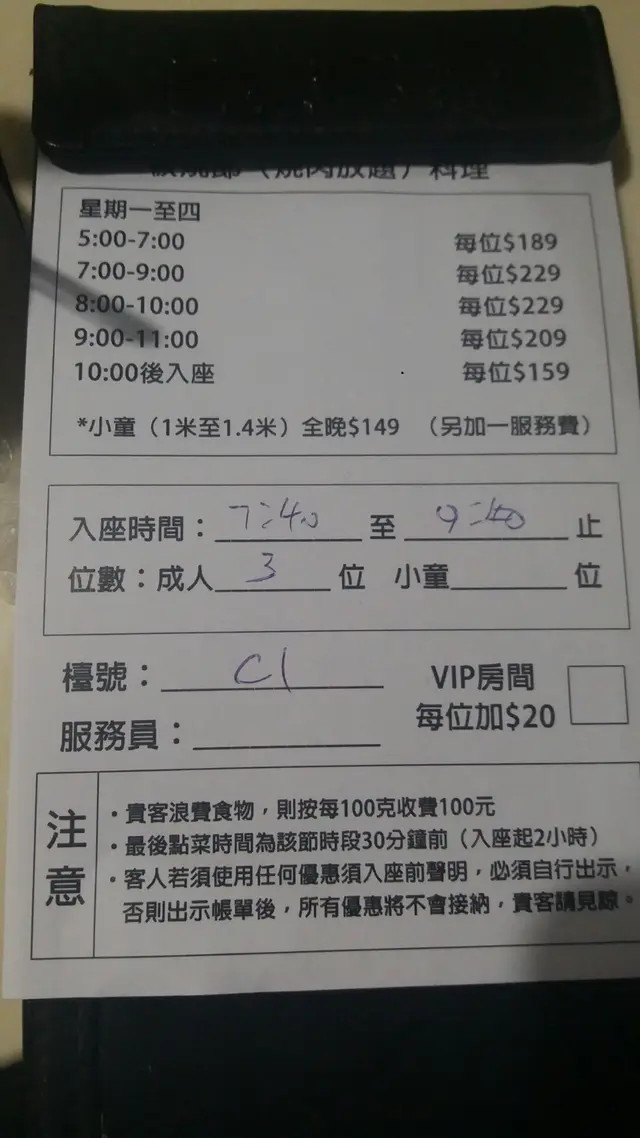 （燒肉放題）料理
星期一至四
5:00-7:00 每位$189
7:00-9:00 每位$229
8:00-10:00 每位$229
9:00-11:00 每位$209
10:00後入座 每位$159
*小童（1米至1.4米）全晚$149 （另加一服務費）
入座時間：7:40 至 9:40 止
位數：成人 3 位 小童 位
檯號：C1
VIP房間
每位加$20
服務員：
注意
・貴客浪費食物，則按每100克收費100元
・最後點菜時間為該節時段30分鐘前（入座起2小時）
・客人若須使用任何優惠須入座前聲明，必須自行出示，
否則出示帳單後，所有優惠將不會接納，貴客請見諒。